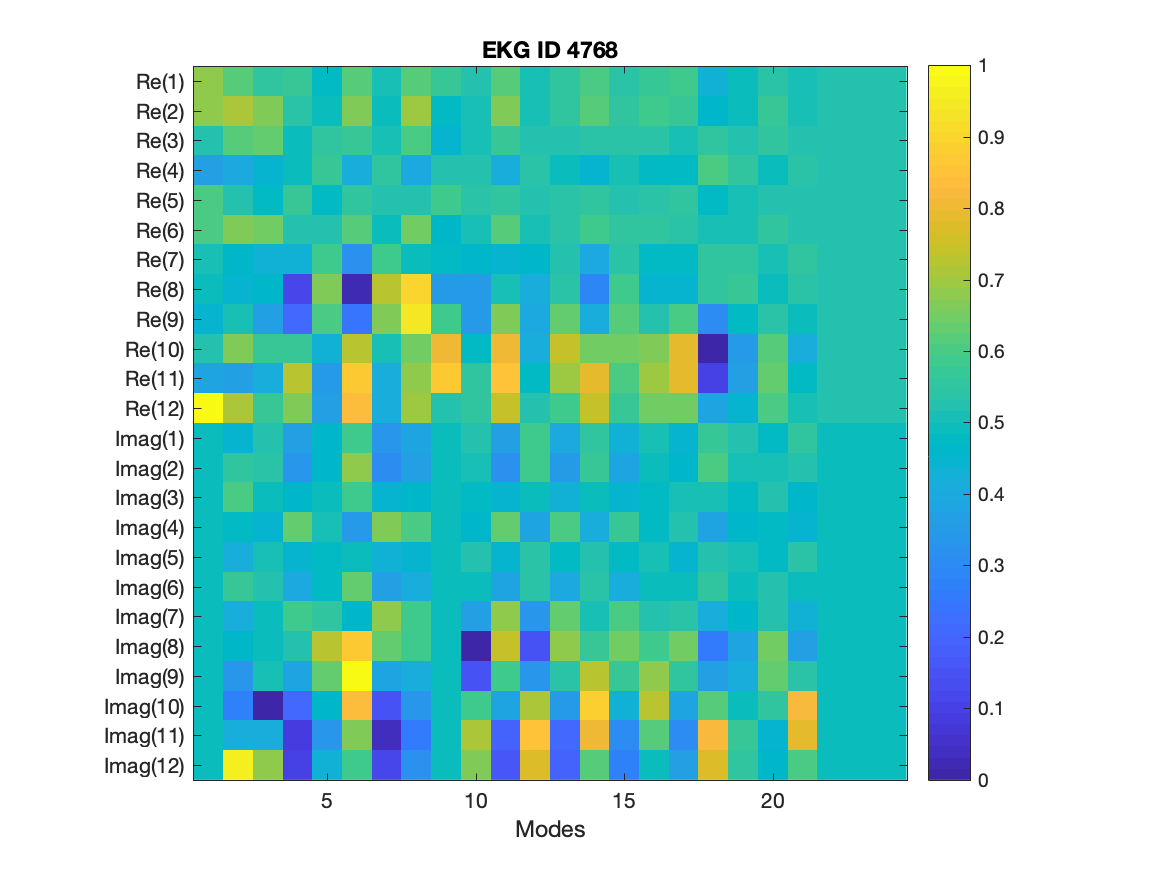 EKG ID 4768
Re(1)
Re(2)
Re(3)
Re(4)
Re(5)
Re(6)
Re(7)
Re(8)
Re(9)
Re(10)
Re(11)
Re(12)
Imag(1)
Imag(2)
Imag(3)
Imag(4)
Imag(5)
Imag(6)
Imag(7)
Imag(8)
Imag(9)
Imag(10)
Imag(11)
Imag(12)
5 10 15 20
Modes
1
0.9
0.8
0.7
0.6
0.5
0.4
0.3
0.2
0.1
0